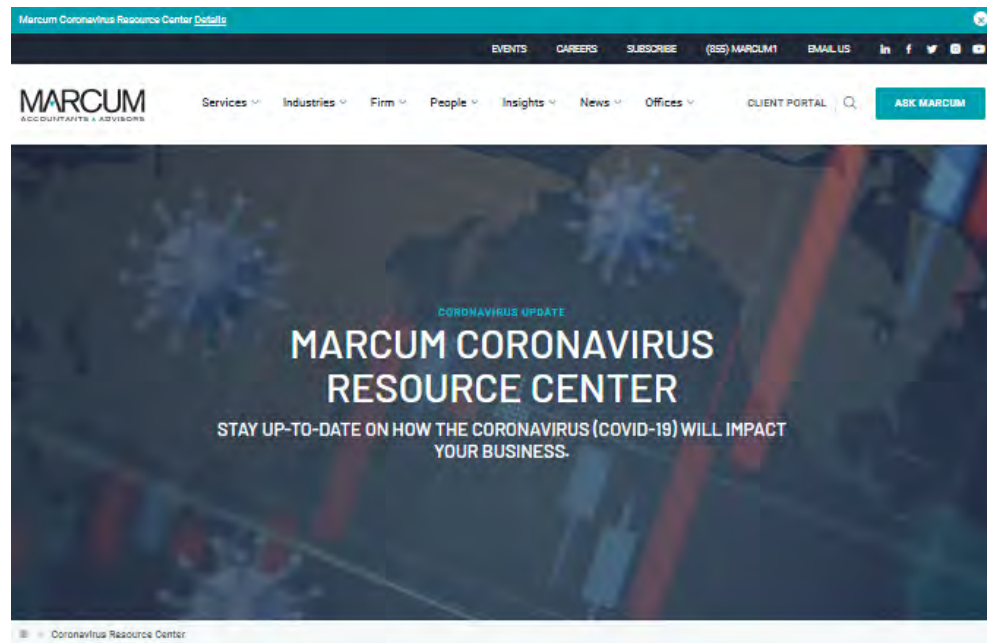 Marcum Coronavirus Resource Center Details
EVENTS CAREERS SUBSCRIBE (855) MARCUM1 EMAIL US
MARCUM
ACCOUNTANTS ▲ ADVISORS
Services Industries Firm People Insights News Offices CLIENT PORTAL ASK MARCUM
CORONAVIRUS UPDATE
MARCUM CORONAVIRUS
RESOURCE CENTER
STAY UP-TO-DATE ON HOW THE CORONAVIRUS (COVID-19) WILL IMPACT
YOUR BUSINESS.
Coronavirus Resource Center